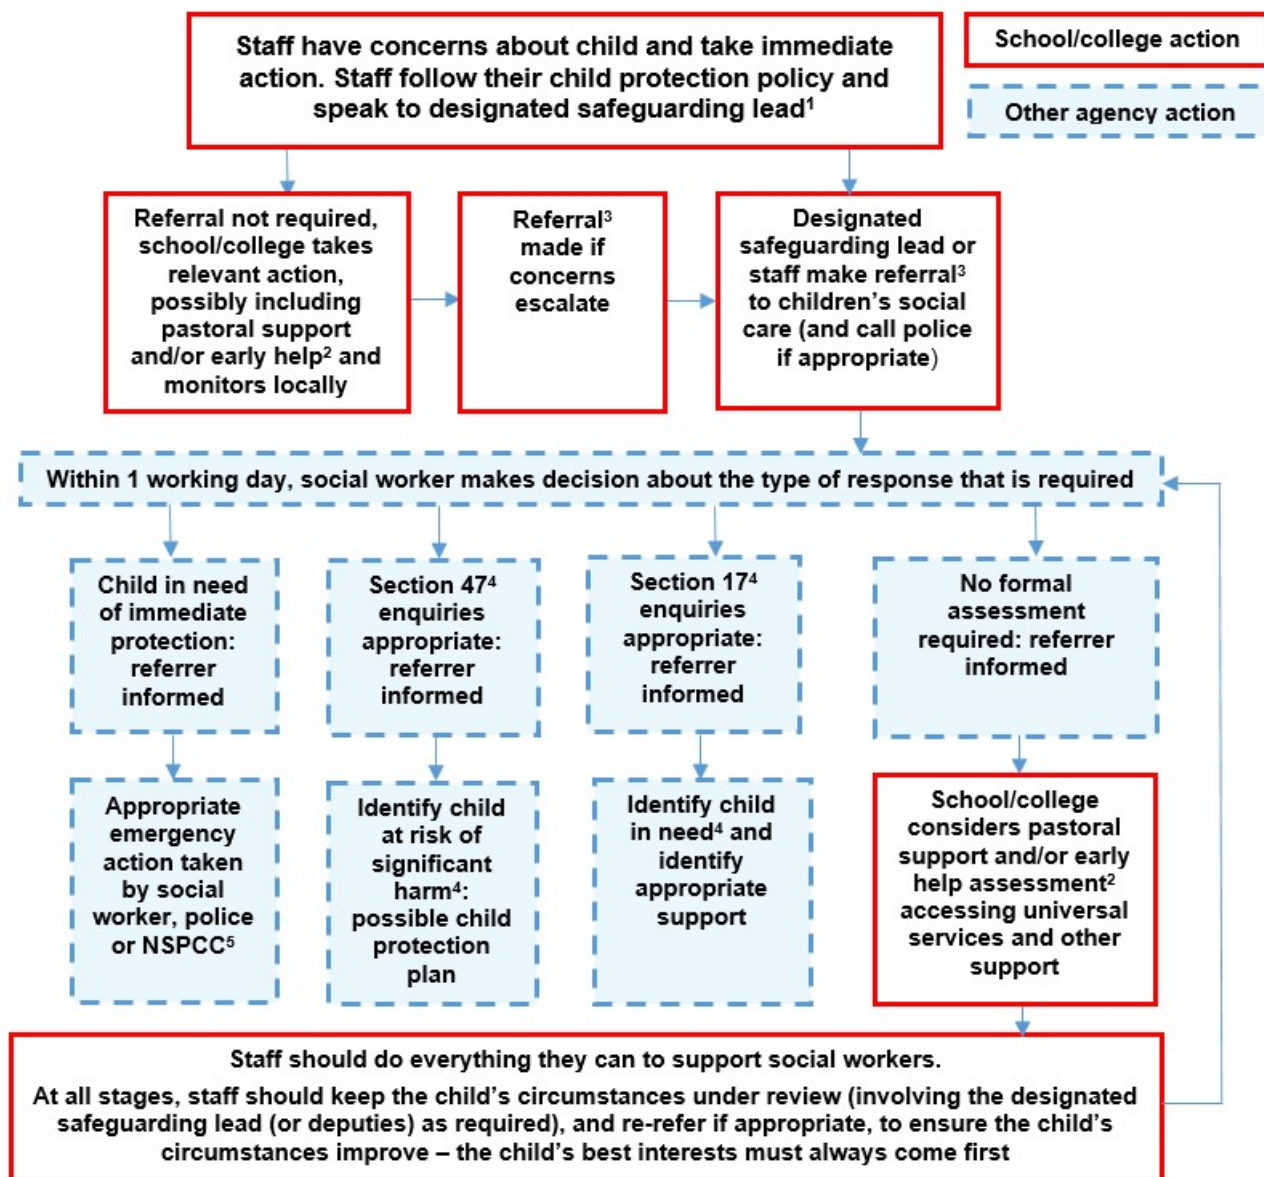 Staff have concerns about child and take immediate
action. Staff follow their child protection policy and
speak to designated safeguarding lead¹
School/college action
Other agency action
Referral not required,
school/college takes
relevant action,
possibly including
pastoral support
and/or early help² and
monitors locally
Referral³
made if
concerns
escalate
Designated
safeguarding lead or
staff make referral³
to children’s social
care (and call police
if appropriate)
Within 1 working day, social worker makes decision about the type of response that is required
Child in need
of immediate
protection:
referrer
informed
Section 47⁴
enquiries
appropriate:
referrer
informed
Section 17⁴
enquiries
appropriate:
referrer
informed
No formal
assessment
required: referrer
informed
Appropriate
emergency
action taken
by social
worker, police
or NSPCC⁵
Identify child
at risk of
significant
harm⁴:
possible child
protection
plan
Identify child
in need⁴ and
identify
appropriate
support
School/college
considers pastoral
support and/or early
help assessment²
accessing universal
services and other
support
Staff should do everything they can to support social workers.
At all stages, staff should keep the child’s circumstances under review (involving the designated
safeguarding lead (or deputies) as required), and re-refer if appropriate, to ensure the child’s
circumstances improve – the child’s best interests must always come first